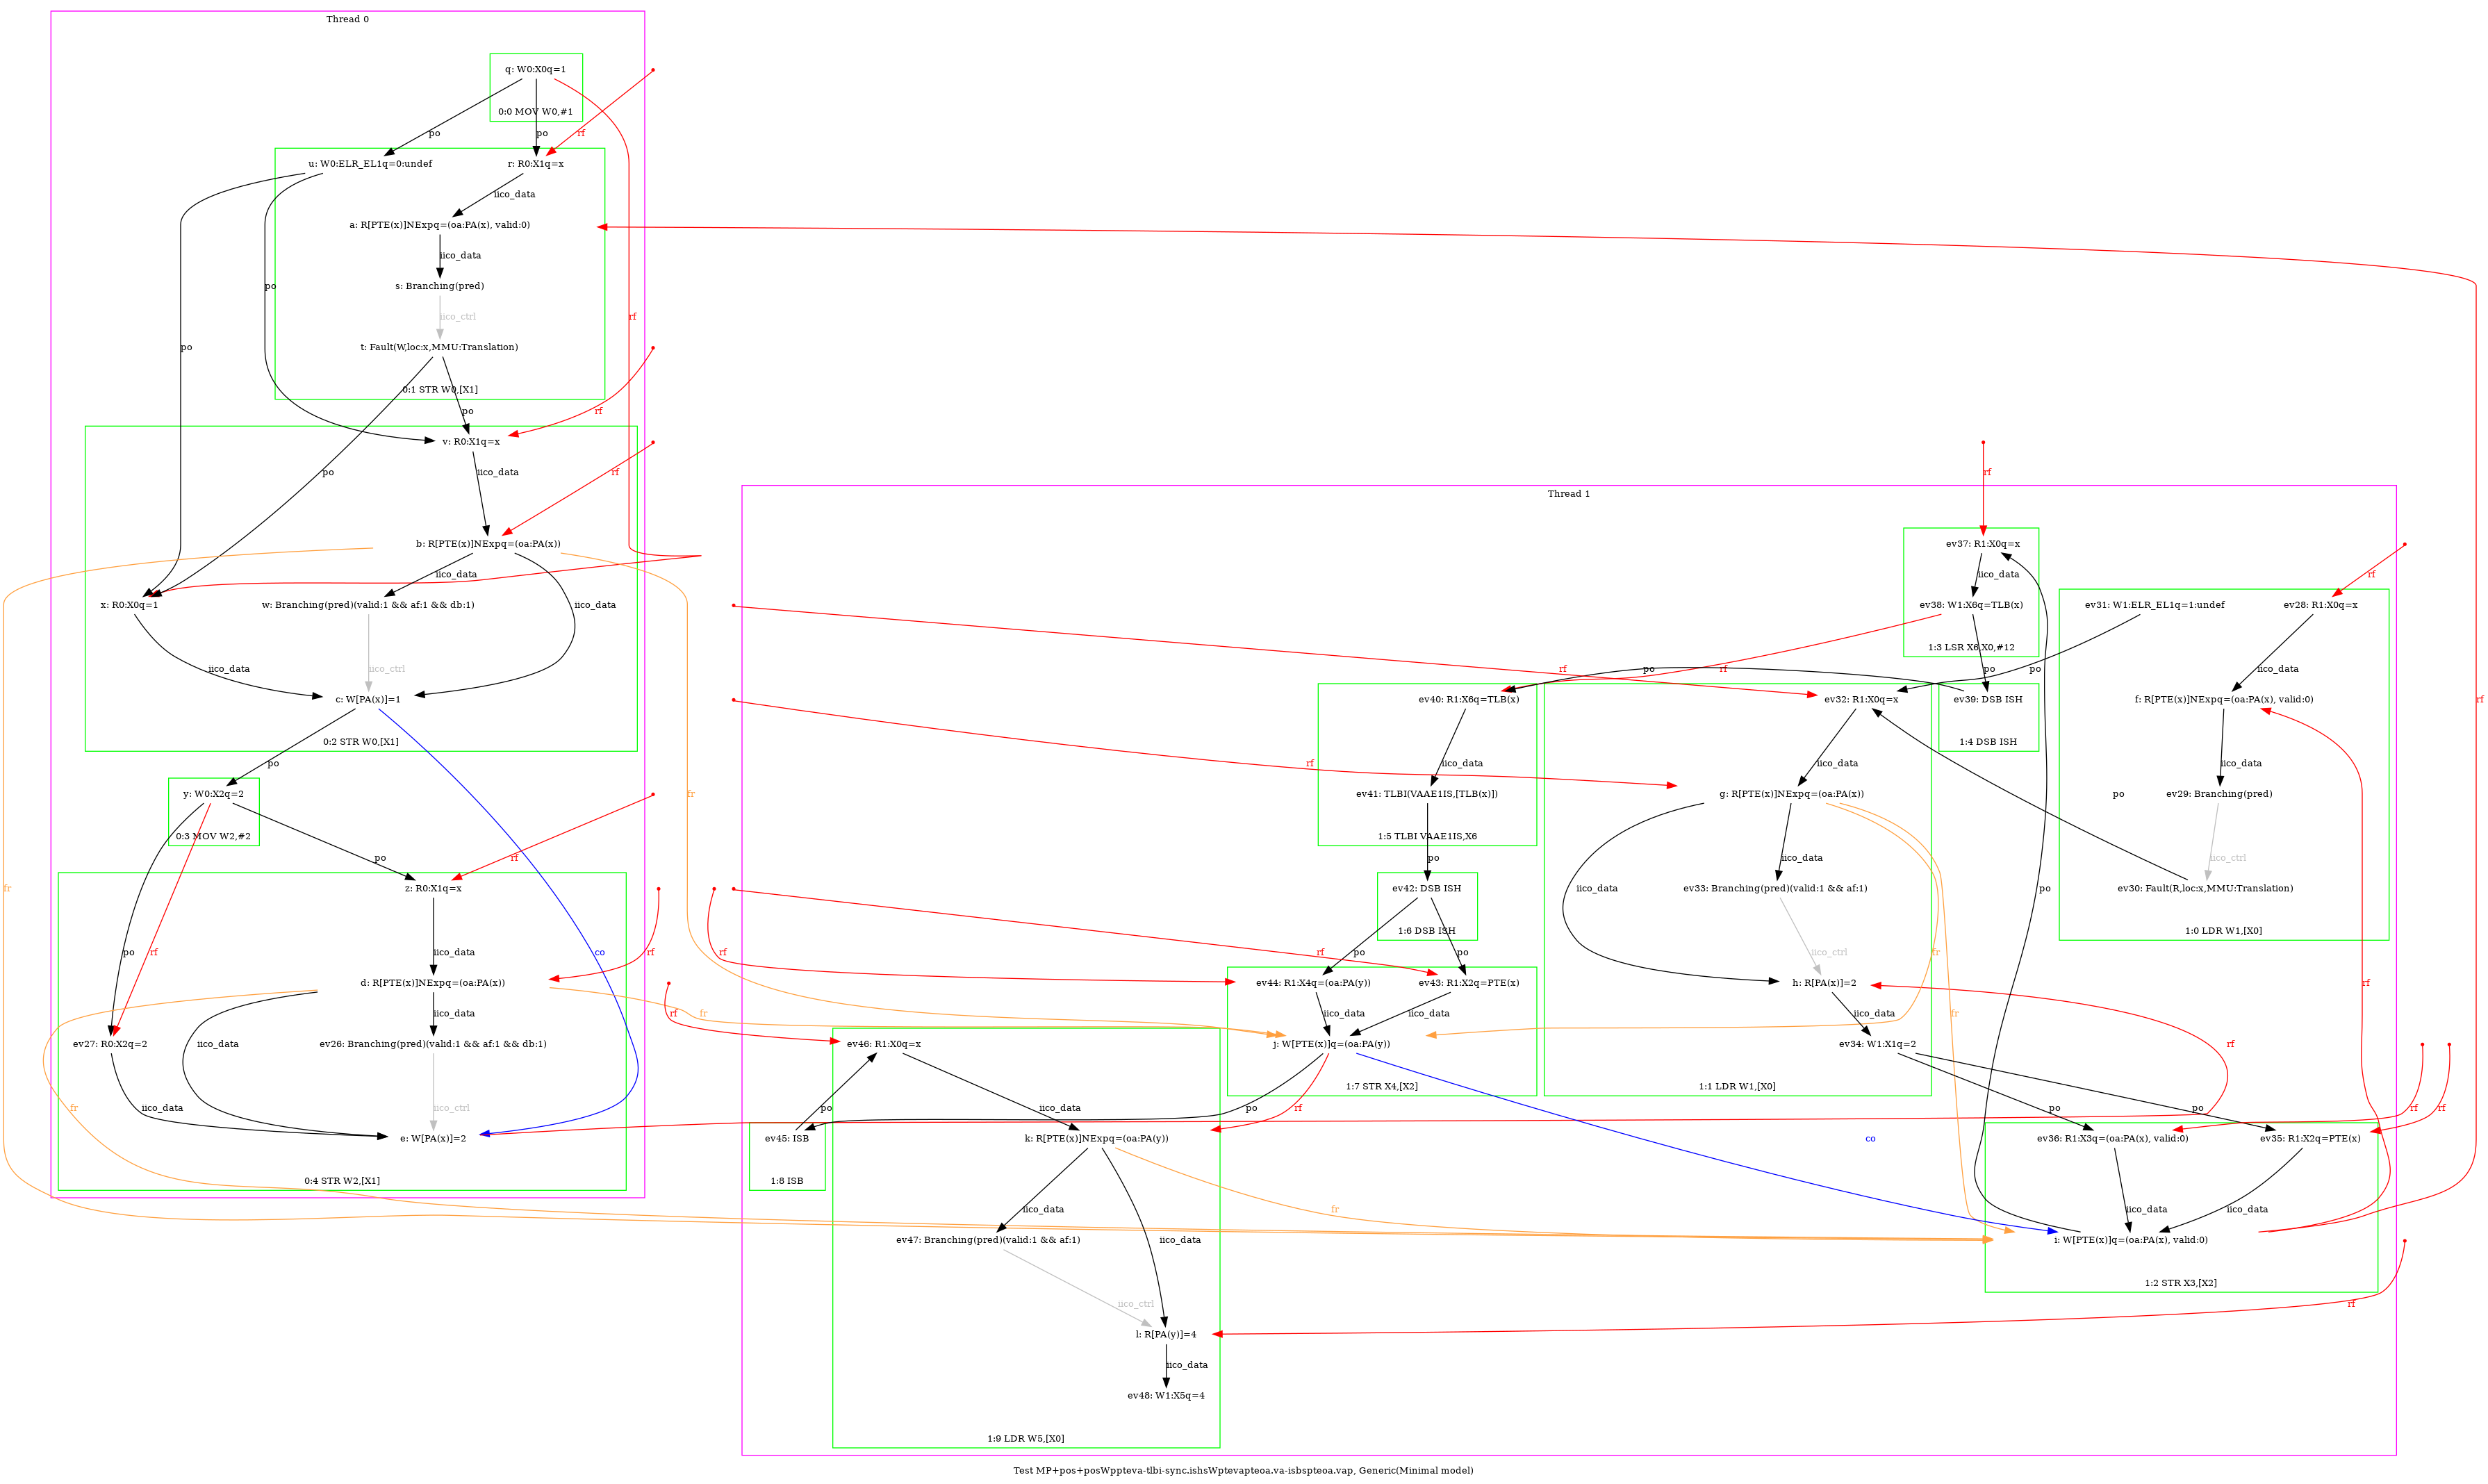 Thread 0
q: W0:X0q=1
0:0 MOV W0,#1
po
po
rf
rf
u: W0:ELR_EL1q=0:undef
r: R0:X1q=x
iico_data
a: R[PTE(x)]NExpq=(oa:PA(x), valid:0)
iico_data
s: Branching(pred)
iico_ctrl
t: Fault(W,loc:x,MMU:Translation)
0:1 STR W0,[X1]
po
po
po
po
rf
v: R0:X1q=x
iico_data
rf
b: R[PTE(x)]NExpq=(oa:PA(x))
iico_data
iico_data
x: R0:X0q=1
w: Branching(pred)(valid:1 && af:1 && db:1)
iico_data
iico_ctrl
c: W[PA(x)]=1
0:2 STR W0,[X1]
po
y: W0:X2q=2
0:3 MOV W2,#2
po
po
rf
rf
co
fr
fr
z: R0:X1q=x
iico_data
rf
d: R[PTE(x)]NExpq=(oa:PA(x))
iico_data
iico_data
fr
fr
ev27: R0:X2q=2
ev26: Branching(pred)(valid:1 && af:1 && db:1)
iico_data
iico_ctrl
e: W[PA(x)]=2
0:4 STR W2,[X1]
Thread 1
rf
ev37: R1:X0q=x
iico_data
ev38: W1:X6q=TLB(x)
1:3 LSR X6,X0,#12
rf
ev31: W1:ELR_EL1q=1:undef
ev28: R1:X0q=x
iico_data
f: R[PTE(x)]NExpq=(oa:PA(x), valid:0)
iico_data
ev29: Branching(pred)
iico_ctrl
ev30: Fault(R,loc:x,MMU:Translation)
1:0 LDR W1,[X0]
po
po
po
po
rf
rf
rf
rf
po
ev39: DSB ISH
1:4 DSB ISH
ev40: R1:X6q=TLB(x)
iico_data
ev41: TLBI(VAAE1IS,[TLB(x)])
1:5 TLBI VAAE1IS,X6
po
ev42: DSB ISH
1:6 DSB ISH
po
po
rf
rf
ev32: R1:X0q=x
iico_data
g: R[PTE(x)]NExpq=(oa:PA(x))
iico_data
iico_data
ev33: Branching(pred)(valid:1 && af:1)
iico_ctrl
h: R[PA(x)]=2
iico_data
ev34: W1:X1q=2
1:1 LDR W1,[X0]
fr
fr
rf
rf
po
po
rf
rf
ev44: R1:X4q=(oa:PA(y))
ev43: R1:X2q=PTE(x)
iico_data
iico_data
j: W[PTE(x)]q=(oa:PA(y))
1:7 STR X4,[X2]
rf
po
rf
co
ev45: ISB
1:8 ISB
po
ev46: R1:X0q=x
iico_data
k: R[PTE(x)]NExpq=(oa:PA(y))
iico_data
iico_data
fr
ev47: Branching(pred)(valid:1 && af:1)
iico_ctrl
l: R[PA(y)]=4
iico_data
ev48: W1:X5q=4
1:9 LDR W5,[X0]
ev36: R1:X3q=(oa:PA(x), valid:0)
ev35: R1:X2q=PTE(x)
iico_data
iico_data
i: W[PTE(x)]q=(oa:PA(x), valid:0)
1:2 STR X3,[X2]
rf
Test MP+pos+posWppteva-tlbi-sync.ishsWptevapteoa.va-isbspteoa.vap, Generic(Minimal model)